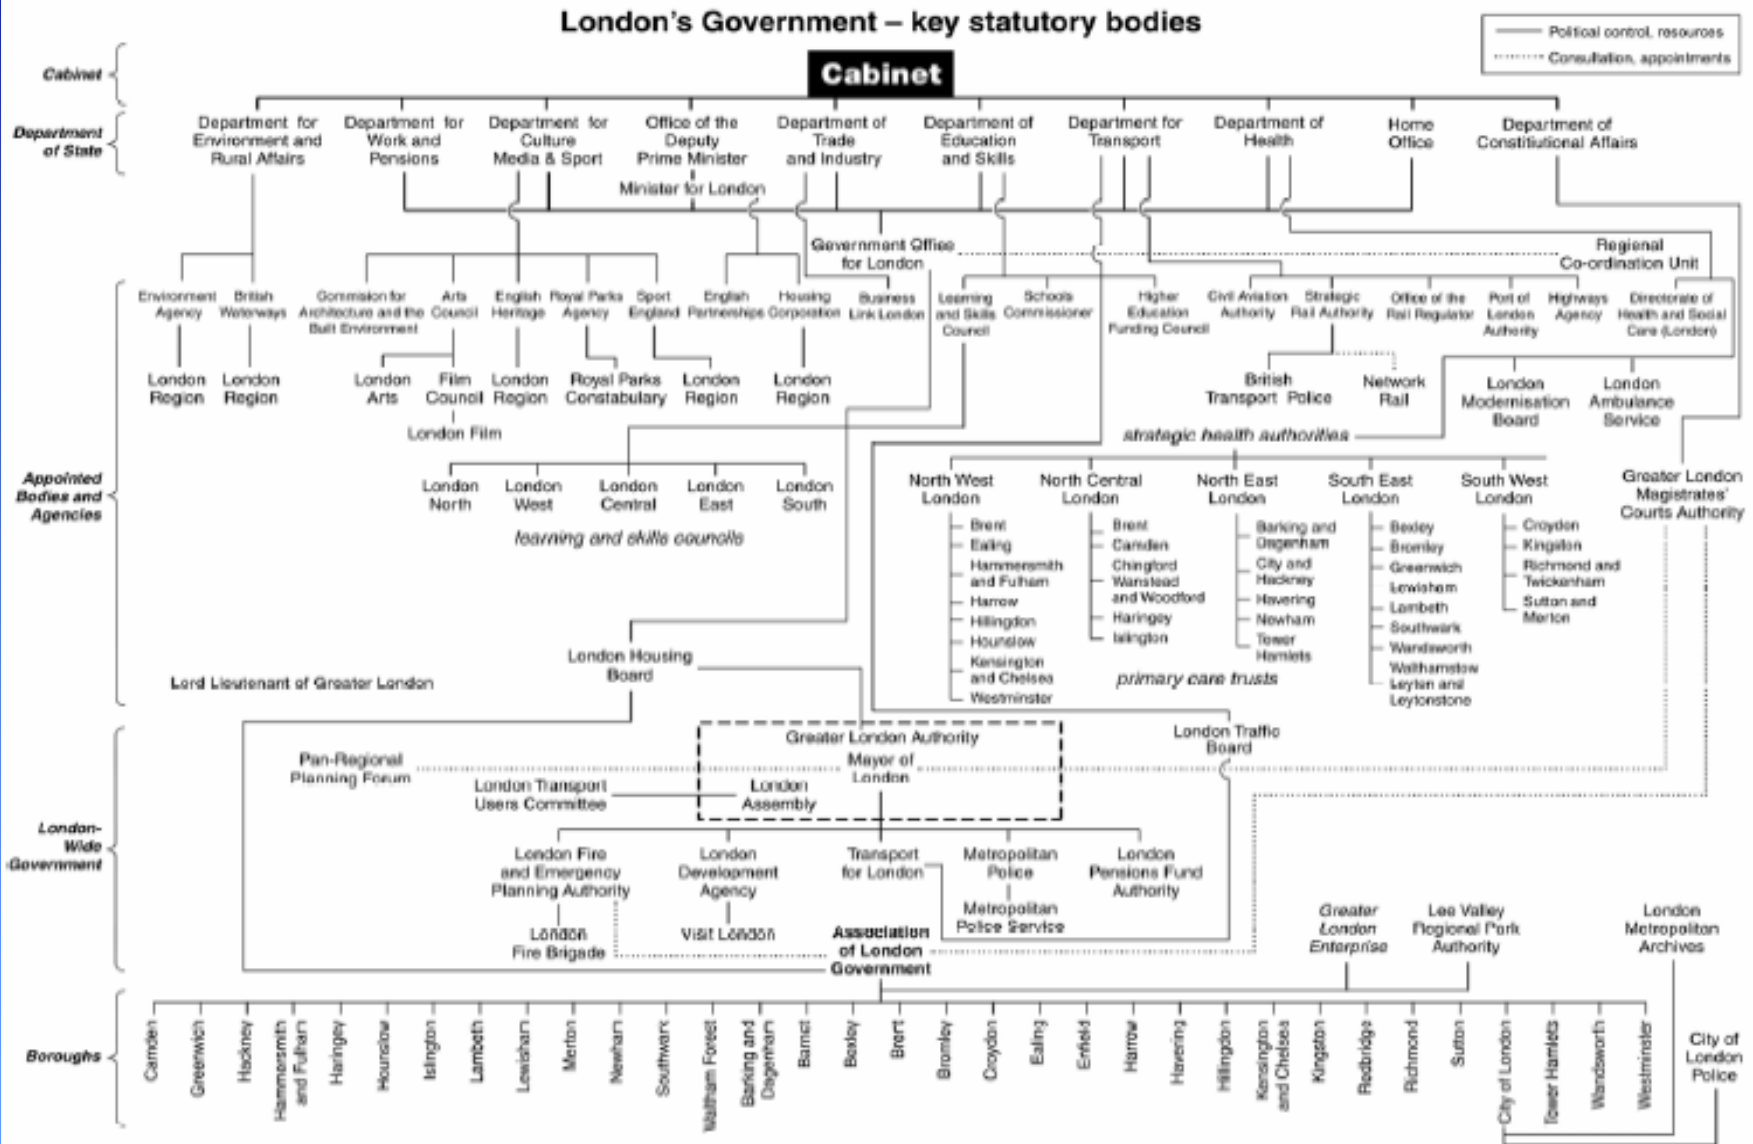 London's Government – key statutory bodies
Political control, resources
Consultation, appointments
Cabinet
Cabinet
Department
of State
Department for
Environment and
Rural Affairs
Department for
Work and
Pensions
Department for
Culture
Media & Sport
Office of the
Deputy
Prime Minister
Minister for London
Department of
Trade
and Industry
Department of
Education
and Skills
Department for
Transport
Department of
Health
Home
Office
Department of
Constitiutional Affairs
Government Office
for London
Regional
Co-ordination Unit
Appointed
Bodies and
Agencies
Environment
Agency
British
Waterways
Commision for
Architecture and the
Built Environment
Arts
Council
English
Heritage
Royal Parks
Agency
Sport
England
English
Partnerships
Housing
Corporation
Business
Link London
Learning
and Skills
Council
Schools
Commissioner
Higher
Education
Funding Council
Civil Aviation
Authority
Strategic
Rail Authority
Office of the
Rail Regulator
Port of
London
Authority
Highways
Agency
Directorate of
Health and Social
Care (London)
London
Region
London
Region
London
Arts
Film
Council
London Film
London
Region
Royal Parks
Constabulary
London
Region
London
Region
British
Transport Police
Network
Rail
London
Modernisation
Board
London
Ambulance
Service
strategic health authorities
London
North
London
West
London
Central
London
East
London
South
learning and skills councils
North West
London
Brent
Ealing
Hammersmith
and Fulham
Harrow
Hillingdon
Hounslow
Kensington
and Chelsea
Westminster
North Central
London
Brent
Camden
Chingford
Wanstead
and Woodford
Haringey
Islington
North East
London
Barking and
Dagenham
City and
Hackney
Havering
Newham
Tower
Hamlets
South East
London
Bexley
Bromley
Greenwich
Lewisham
Lambeth
Southwark
Wandsworth
Walthamstow
Leyton and
Leytonstone
South West
London
Croydon
Kingston
Richmond and
Twickenham
Sutton and
Merton
primary care trusts
Greater London
Magistrates'
Courts Authority
London Housing
Board
Lord Lieutenant of Greater London
London-
Wide
Government
Pan-Regional
Planning Forum
London Transport
Users Committee
Greater London Authority
Mayor of
London
London
Assembly
London Traffic
Board
London Fire
and Emergency
Planning Authority
London
Fire Brigade
London
Development
Agency
Visit London
Transport
for London
Metropolitan
Police
Metropolitan
Police Service
London
Pensions Fund
Authority
Association
of London
Government
Greater
London
Enterprise
Lee Valley
Regional Park
Authority
London
Metropolitan
Archives
Boroughs
Camden
Greenwich
Hackney
Hammersmith
and Fulham
Haringey
Hounslow
Islington
Lambeth
Lewisham
Merton
Newham
Southwark
Waltham Forest
Barking and
Dagenham
Barnet
Bexley
Brent
Bromley
Croydon
Ealing
Enfield
Harrow
Havering
Hillingdon
Kensington
and Chelsea
Kingston
Redbridge
Richmond
Sutton
City of London
Tower Hamlets
Wandsworth
Westminster
City of
London
Police